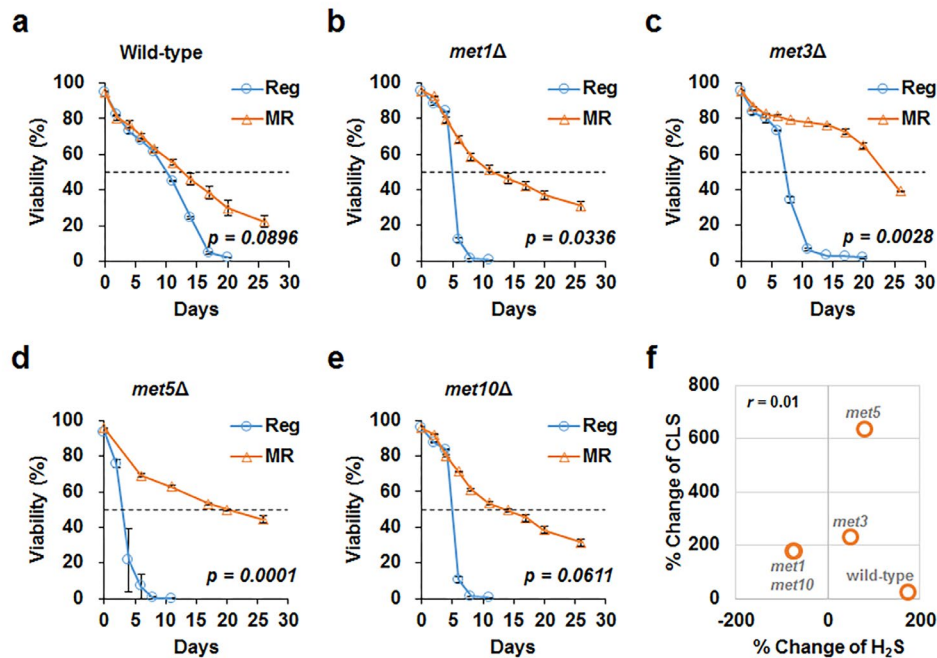 a
Wild-type
Reg
MR
Viability (%)
100
80
60
40
20
0
p = 0.0896
0 5 10 15 20 25 30
Days
b
met1Δ
Reg
MR
Viability (%)
100
80
60
40
20
0
p = 0.0336
0 5 10 15 20 25 30
Days
c
met3Δ
Reg
MR
Viability (%)
100
80
60
40
20
0
p = 0.0028
0 5 10 15 20 25 30
Days
d
met5Δ
Reg
MR
Viability (%)
100
80
60
40
20
0
p = 0.0001
0 5 10 15 20 25 30
Days
e
met10Δ
Reg
MR
Viability (%)
100
80
60
40
20
0
p = 0.0611
0 5 10 15 20 25 30
Days
f
% Change of CLS
800
600
400
200
0
r = 0.01
met5
met3
met1
met10
wild-type
-200 0 200
% Change of H₂S